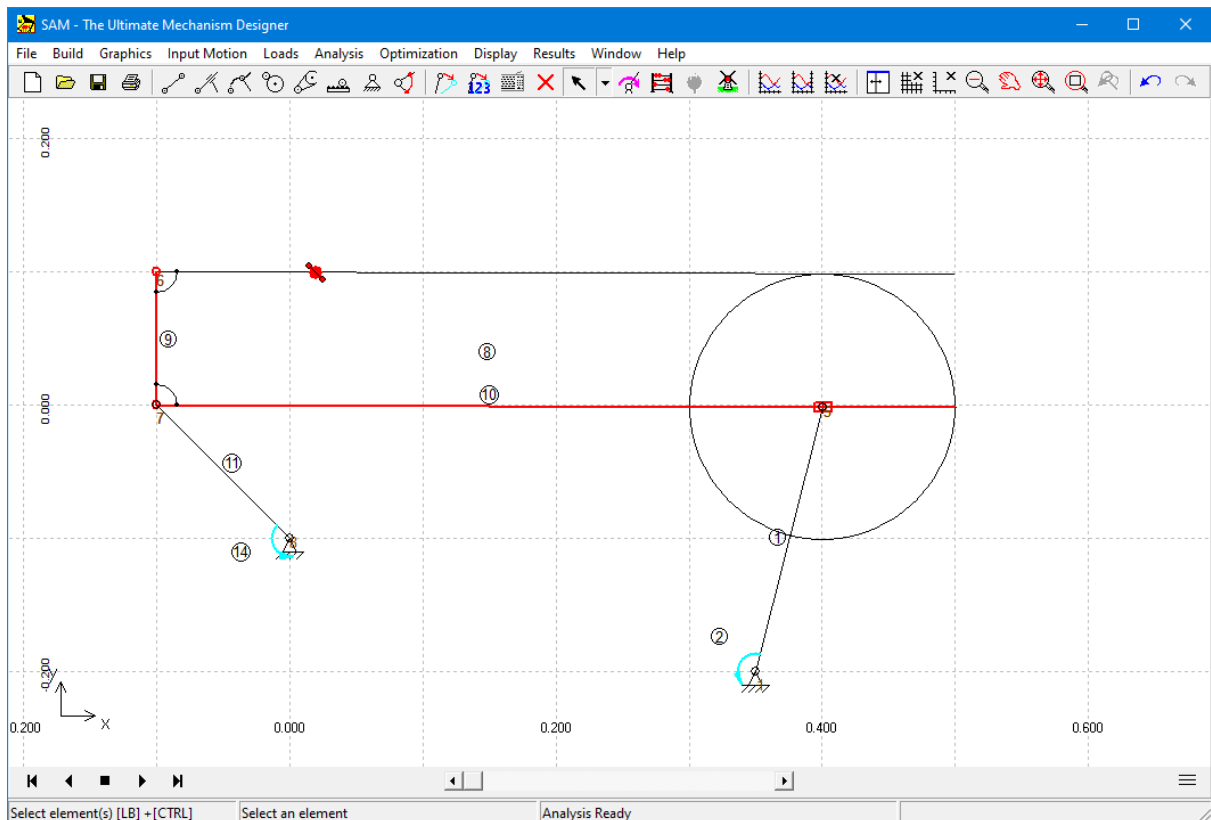 SAM - The Ultimate Mechanism Designer
File Build Graphics Input Motion Loads Analysis Optimization Display Results Window Help
123
0.200
6
9
8
10
0.000
7
5
11
14
1
2
-0.200
y
x
0.200 0.000 0.200 0.400 0.600
Select element(s) [LB] +[CTRL] Select an element Analysis Ready